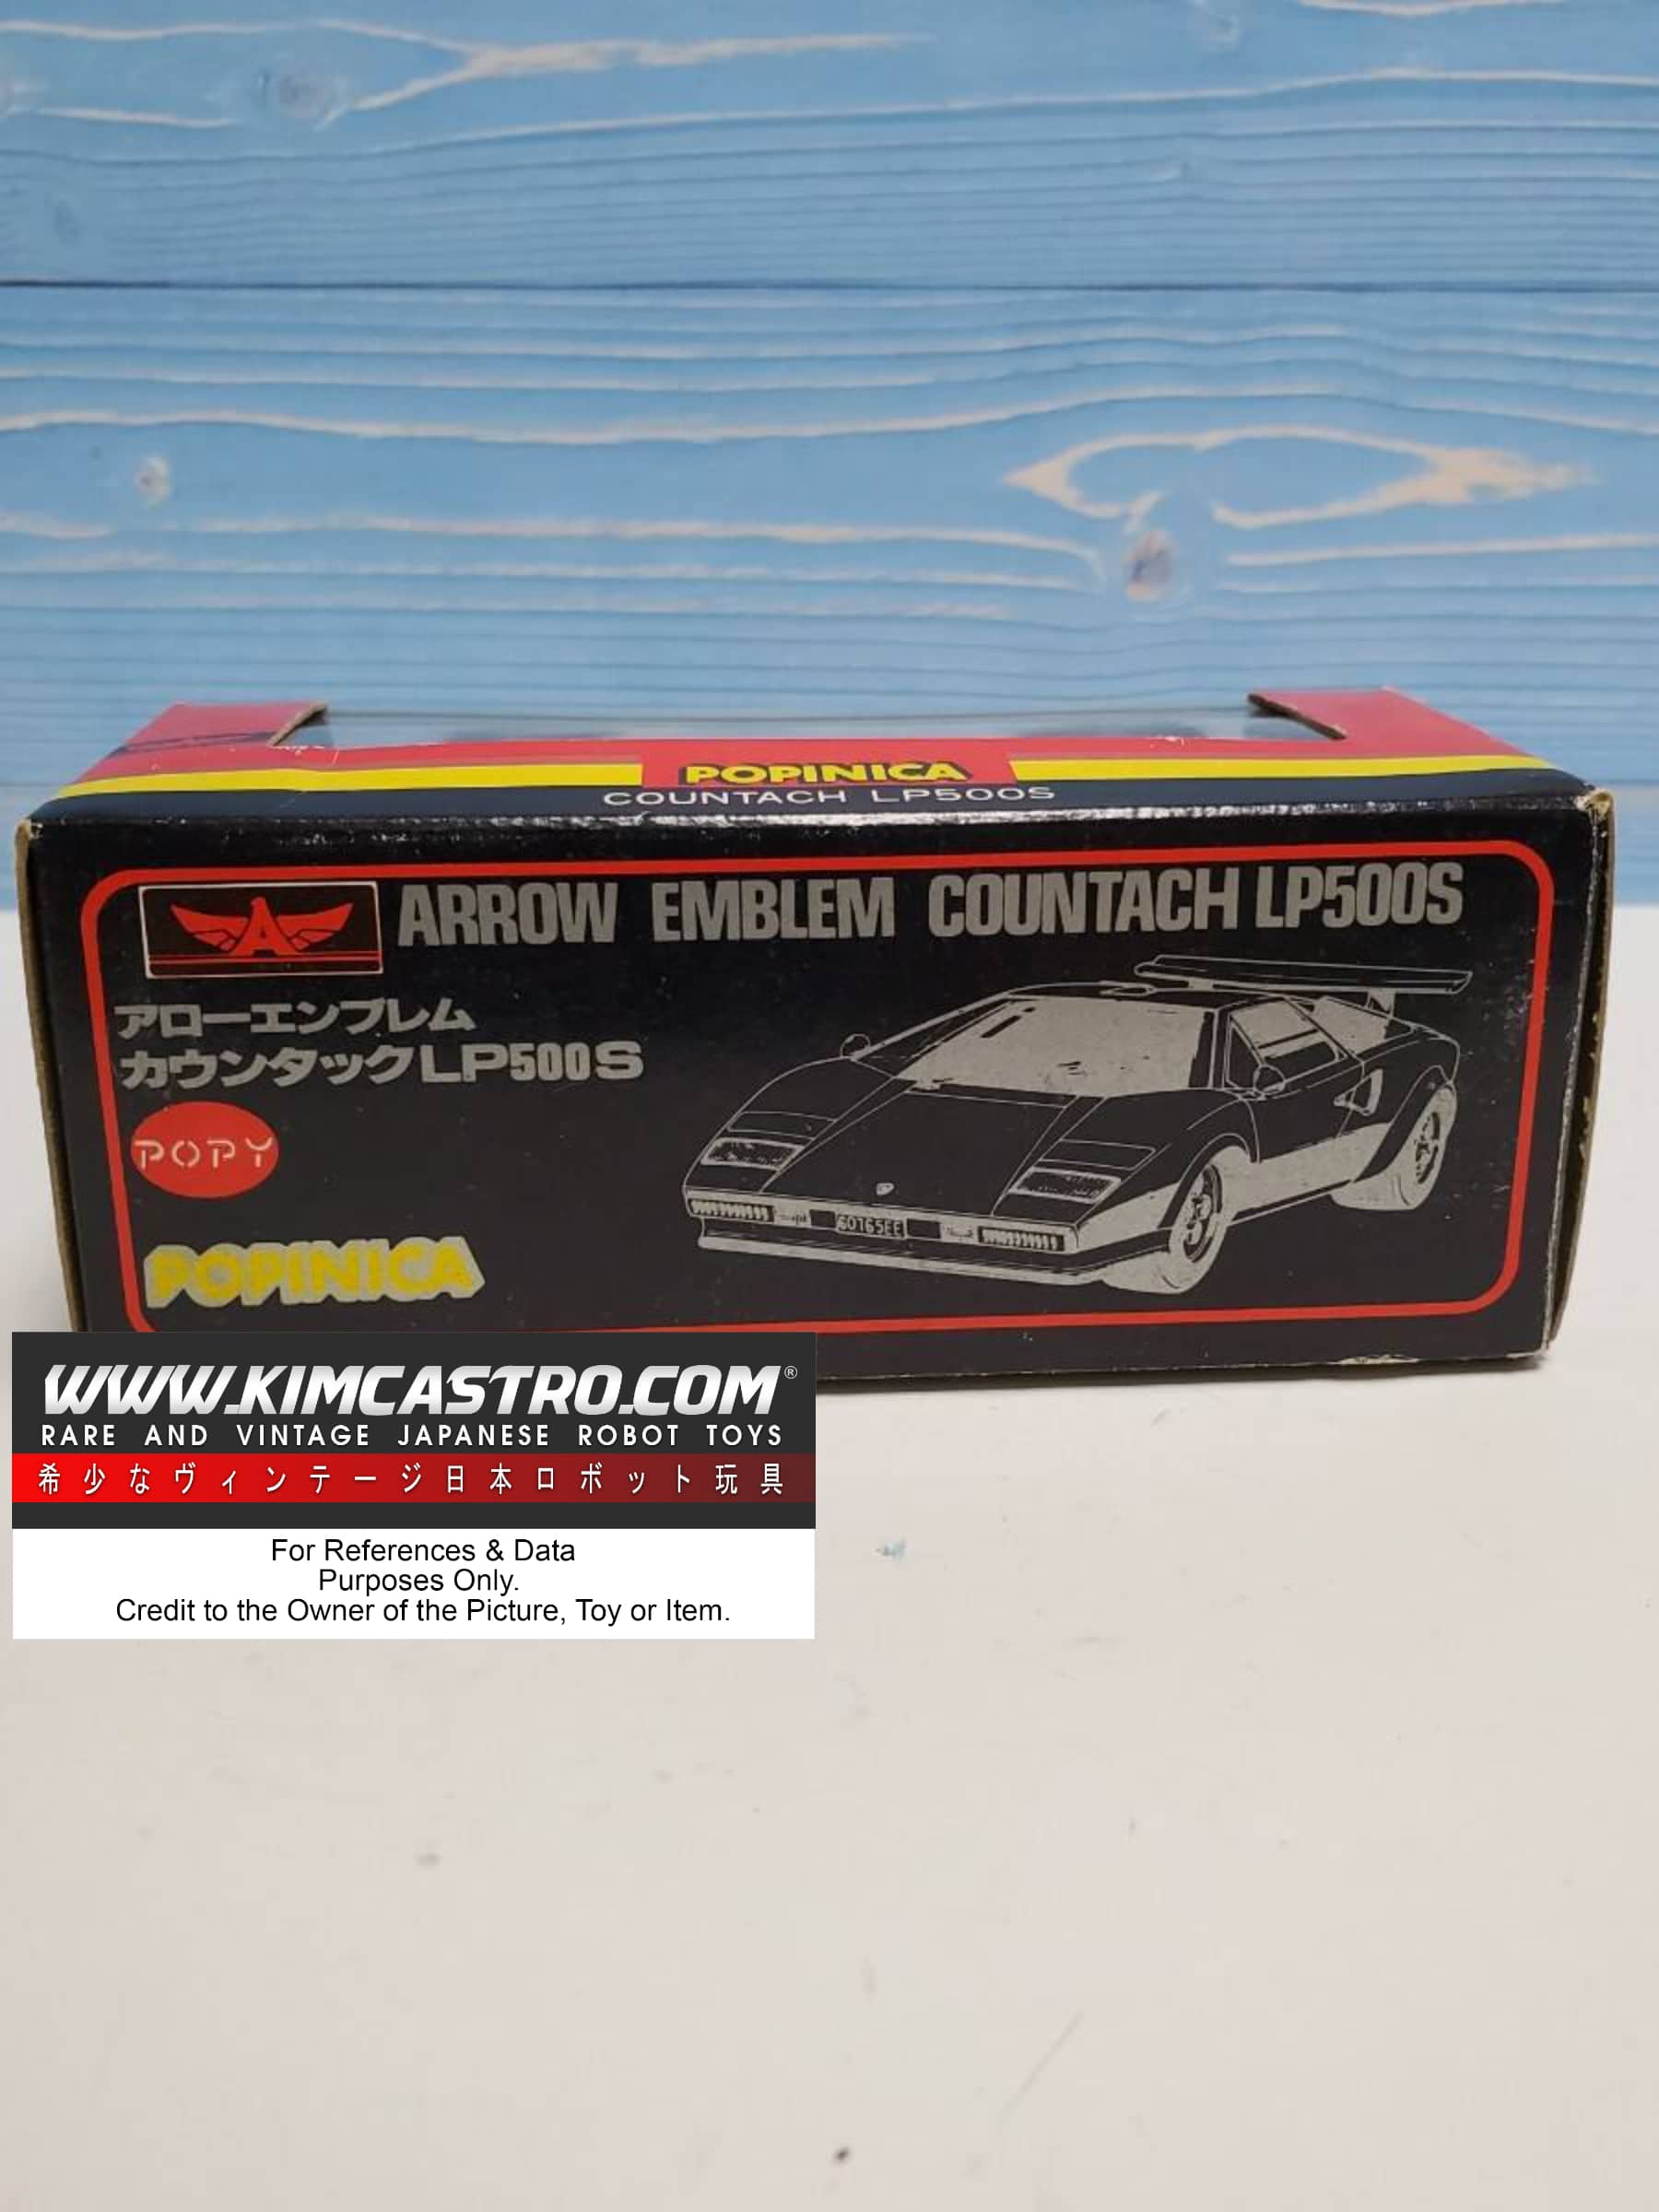 POPINICA
COUNTACH LP500S
A
ARROW EMBLEM COUNTACH LP500S
アローエンブレム
カウンタックLP500S
POPY
60765EE
POPINICA
WWW.KIMCASTRO.COM®
RARE AND VINTAGE JAPANESE ROBOT TOYS
希少なヴィンテージ日本ロボット玩具
For References & Data
Purposes Only.
Credit to the Owner of the Picture, Toy or Item.